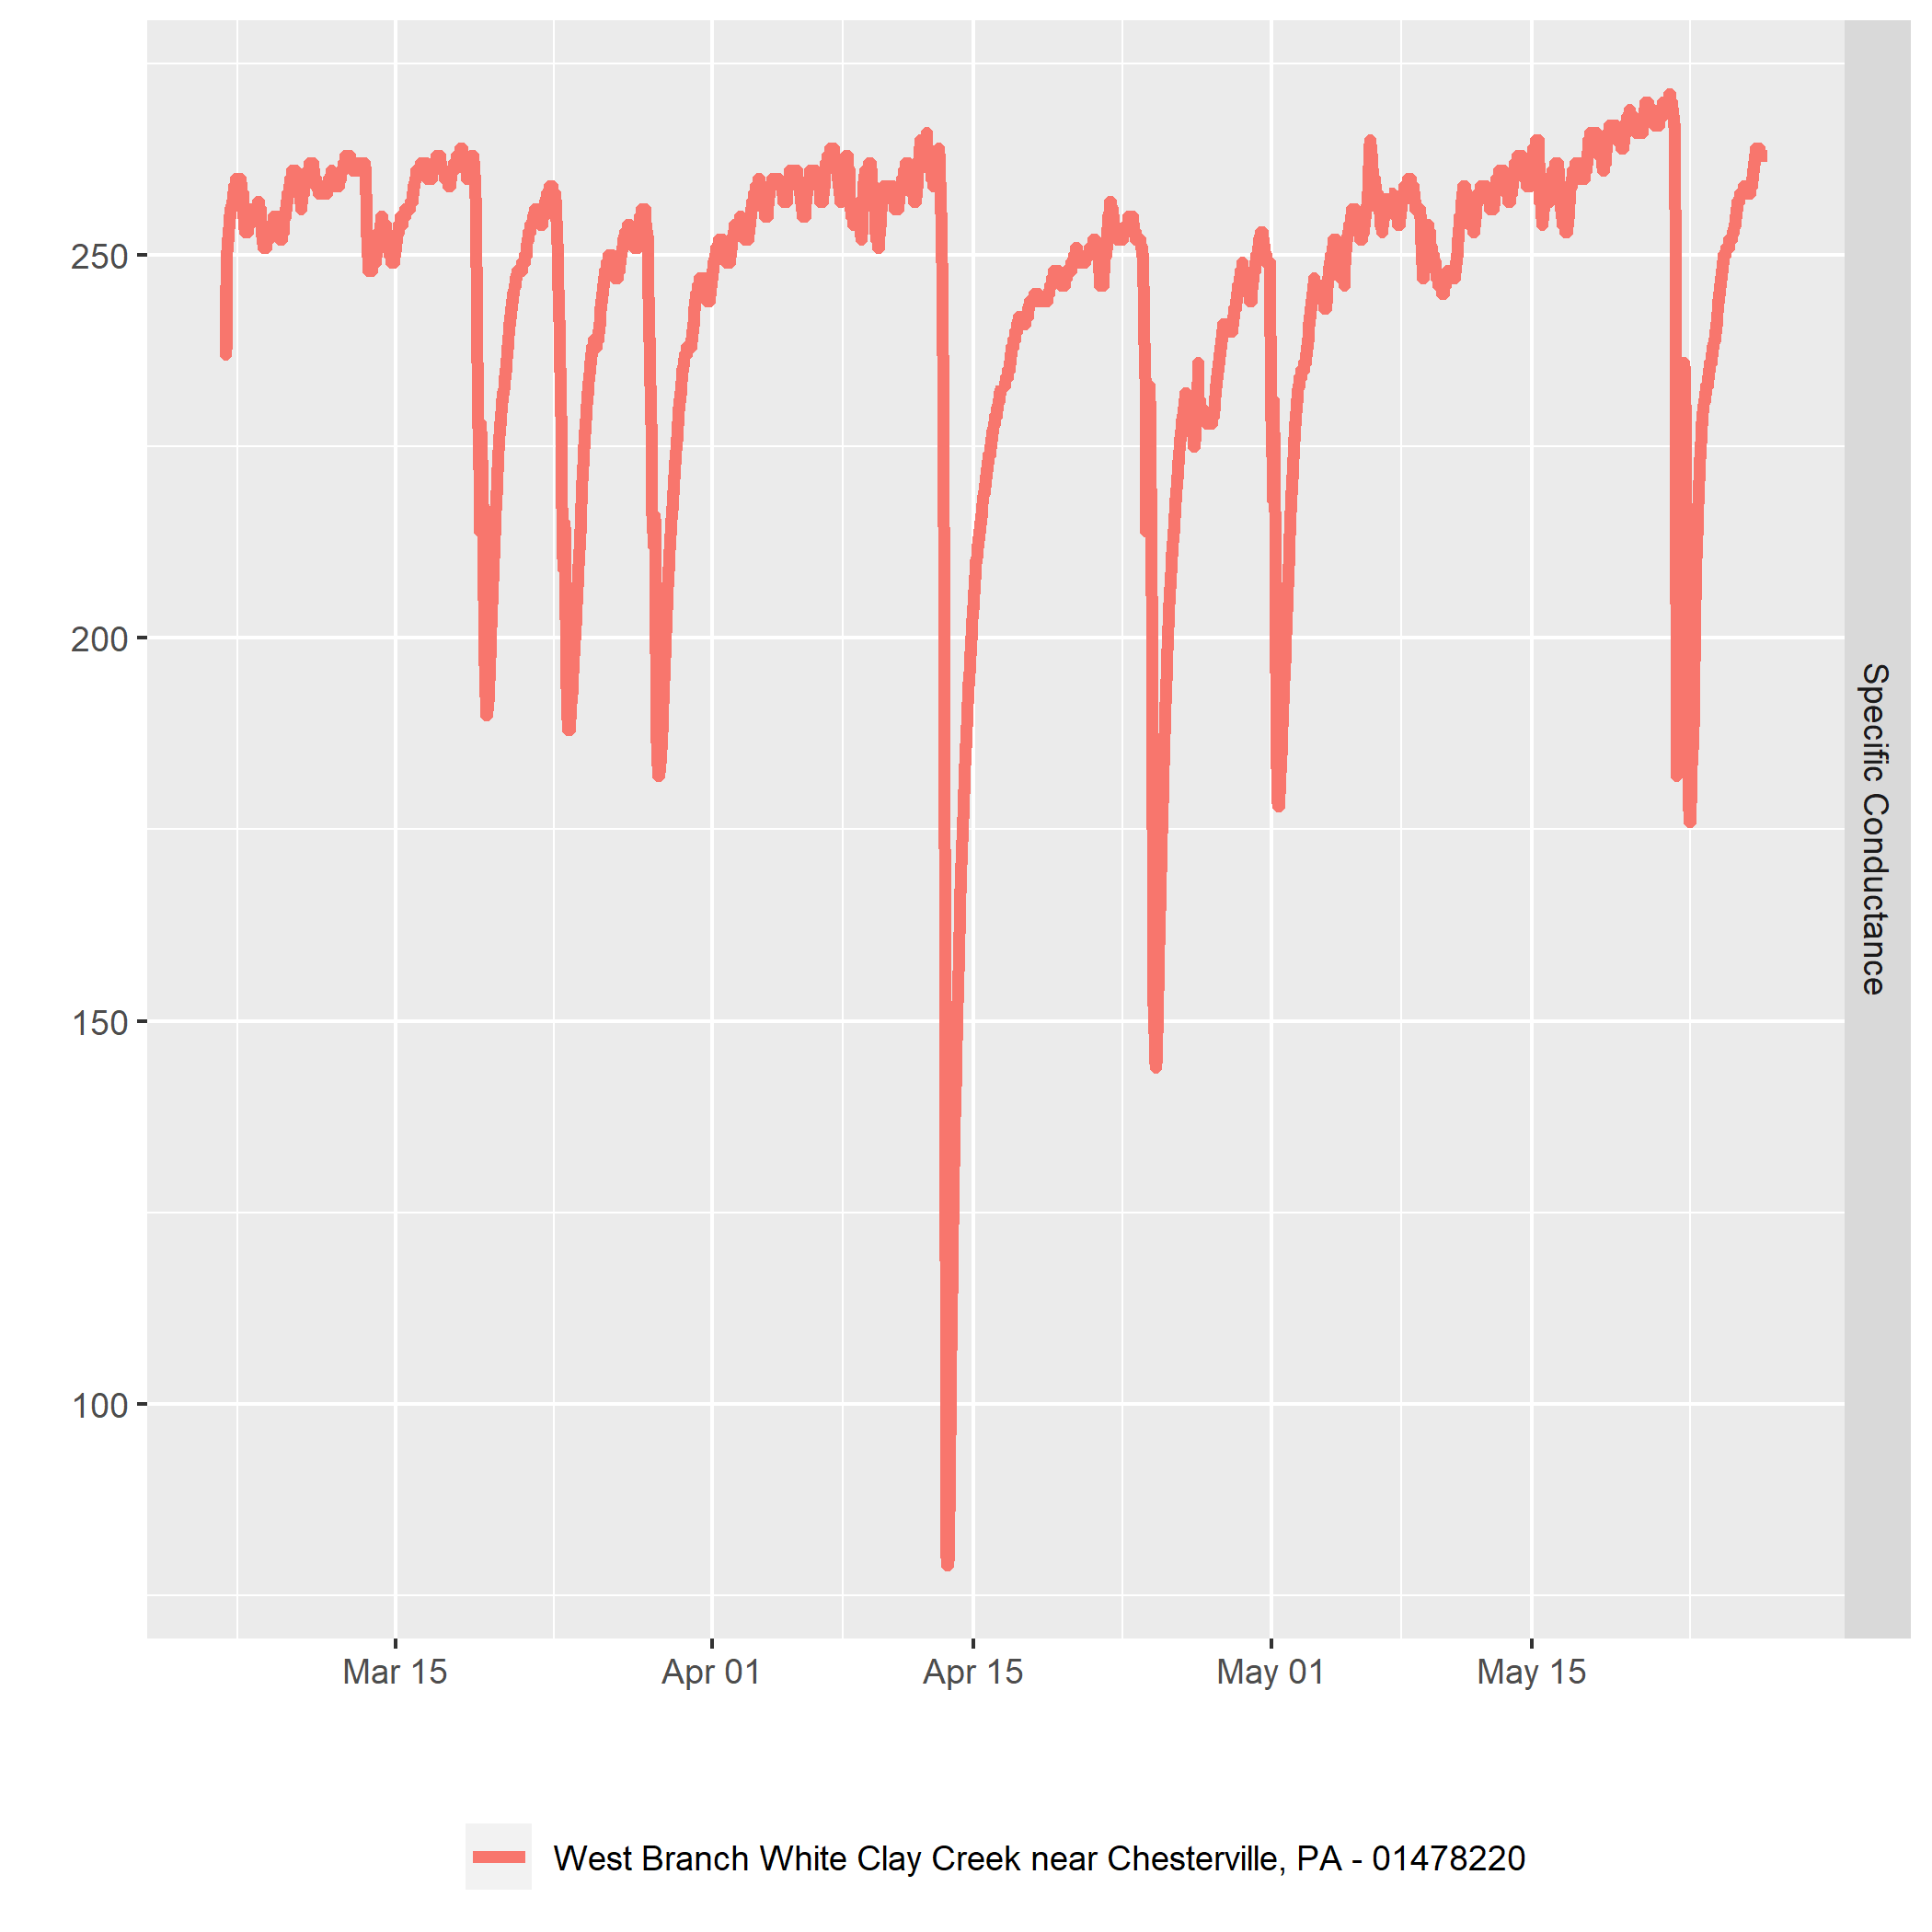 250
200
150
100
Specific Conductance
Mar 15 Apr 01 Apr 15 May 01 May 15
West Branch White Clay Creek near Chesterville, PA - 01478220